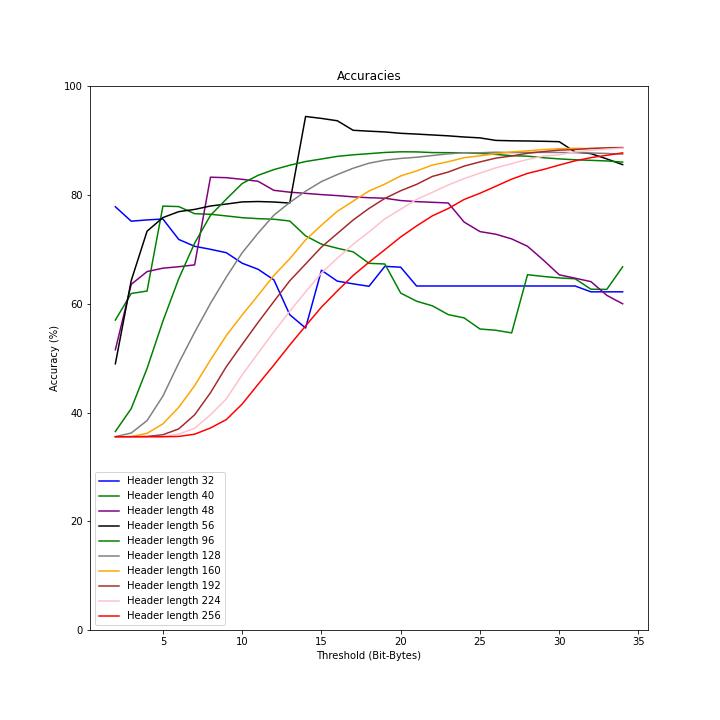 Accuracies
100
80
60
40
20
0
Accuracy (%)
Header length 32
Header length 40
Header length 48
Header length 56
Header length 96
Header length 128
Header length 160
Header length 192
Header length 224
Header length 256
5 10 15 20 25 30 35
Threshold (Bit-Bytes)